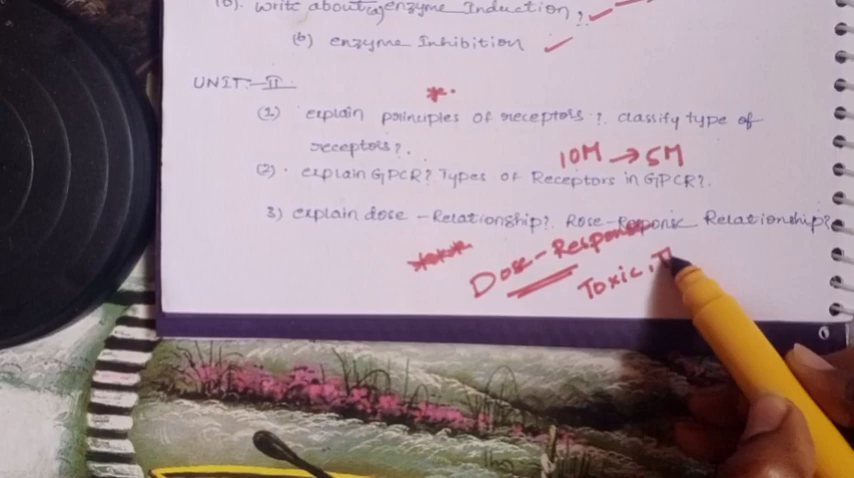 (b). write about (a) enzyme Induction ?
(b) enzyme Inhibition
UNIT-II
(1) explain principles of receptors ?. classify type of
receptors?.
10M → 5M
(2). explain GPCR? Types of Receptors in GPCR?.
3) explain dose - Relationship?. Rose-Response Relationship?
Dose-Response
Toxic, T